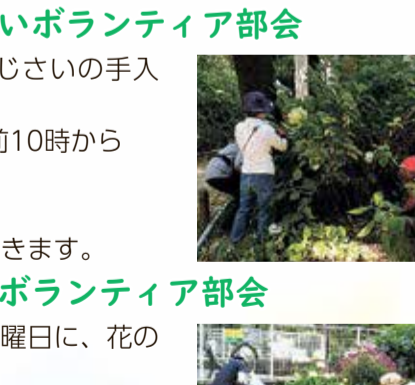 いボランティア部会
じさいの手入
前10時から
きます。
ボランティア部会
曜日に、花の